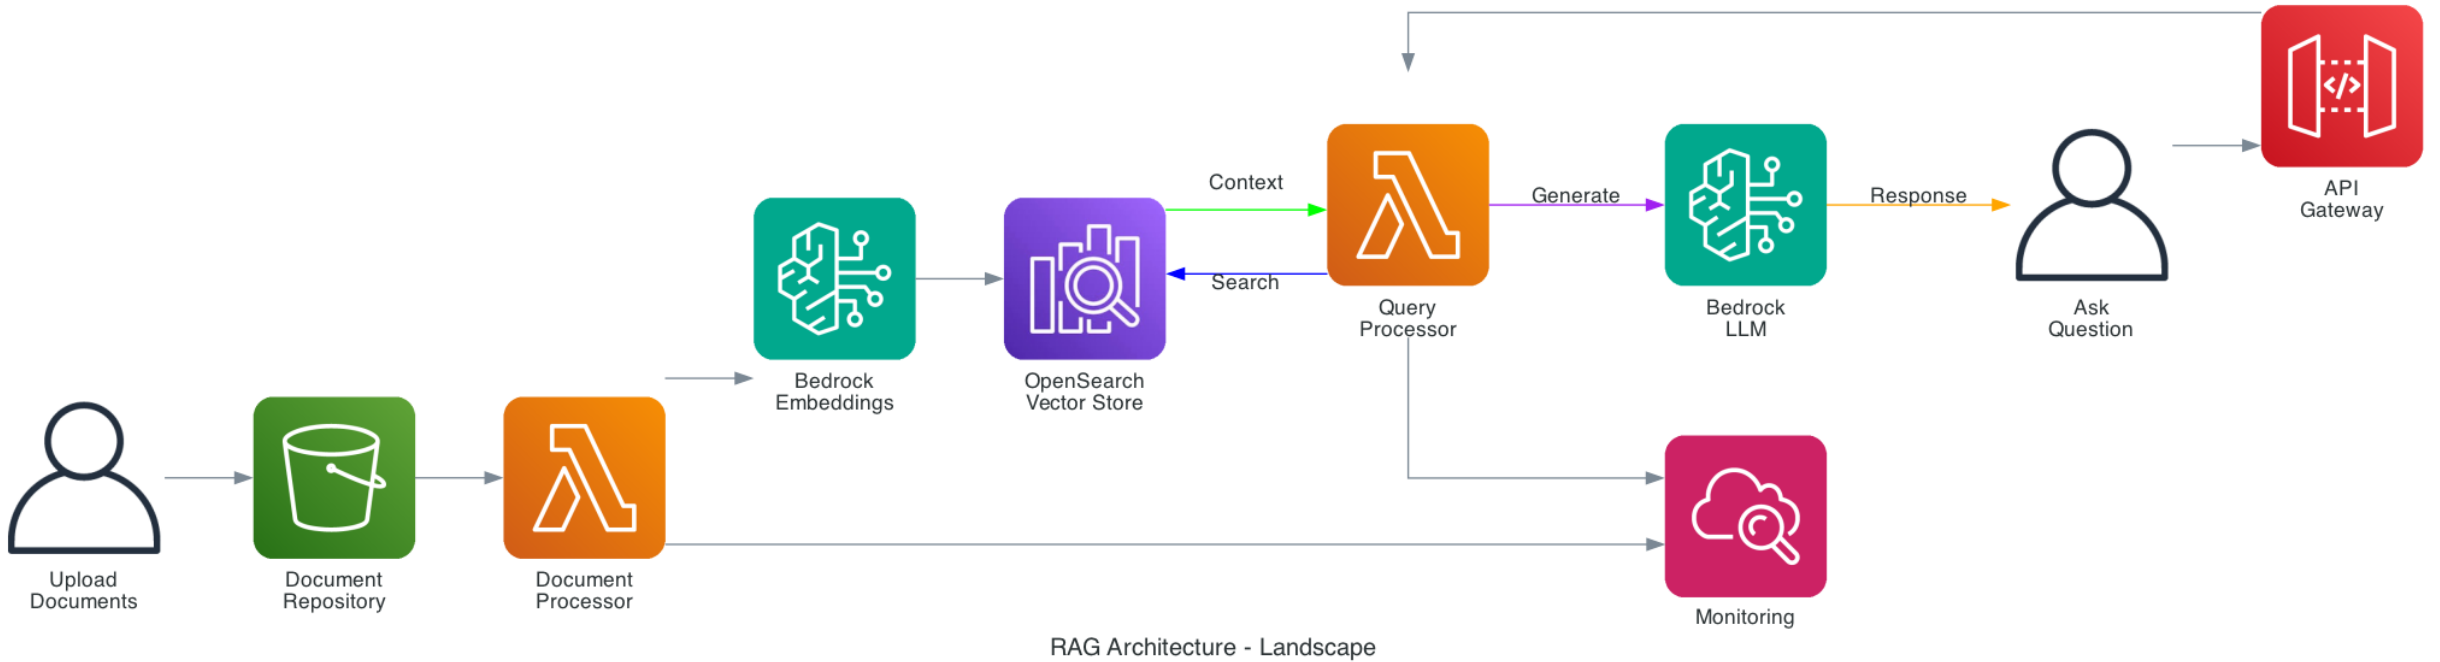 Upload
Documents
Document
Repository
Document
Processor
Bedrock
Embeddings
OpenSearch
Vector Store
Context
Search
Query
Processor
Generate
Bedrock
LLM
Response
Ask
Question
</>
API
Gateway
Monitoring
RAG Architecture - Landscape